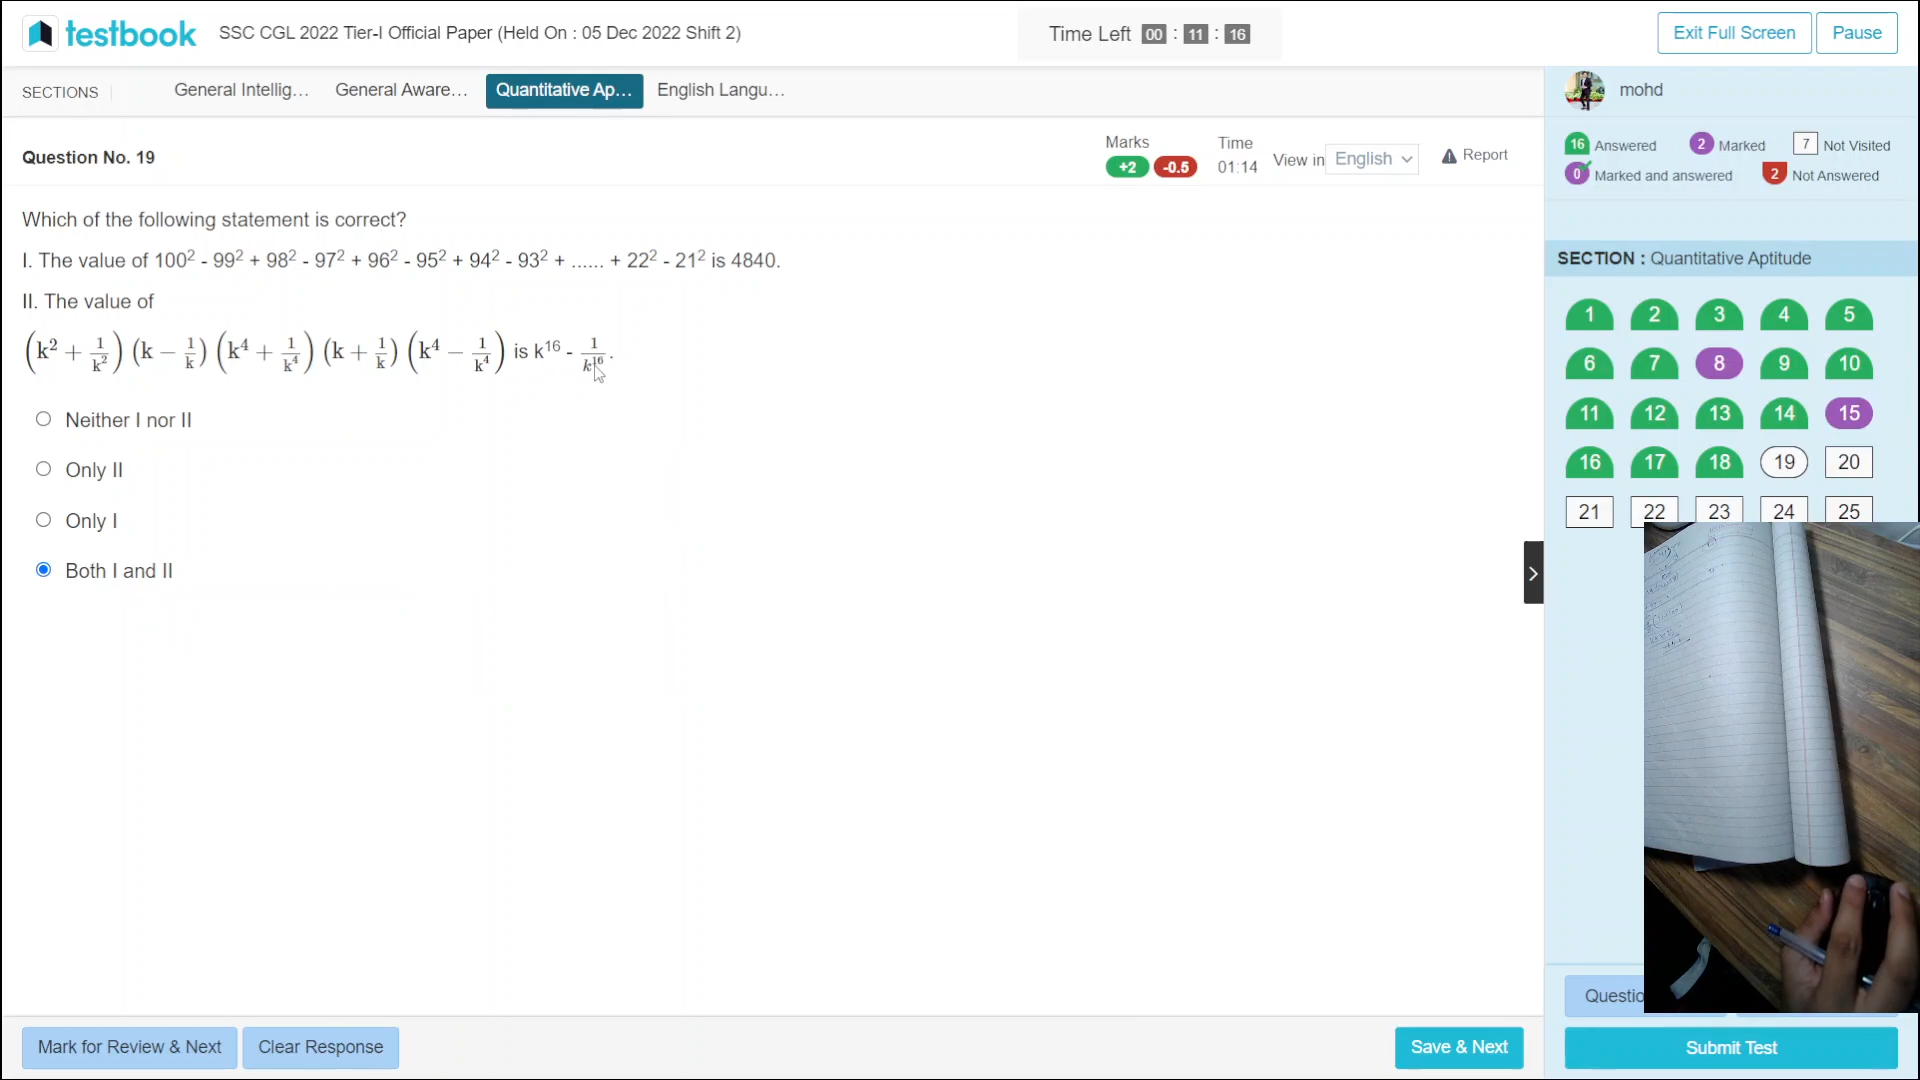 testbook SSC CGL 2022 Tier-I Official Paper (Held On : 05 Dec 2022 Shift 2) Time Left 00 : 11 : 16 Exit Full Screen Pause
SECTIONS General Intellig... General Aware... Quantitative Ap... English Langu... mohd
16 Answered 2 Marked 7 Not Visited
0 Marked and answered 2 Not Answered
Question No. 19 Marks +2 -0.5 Time 01:14 View in English Report
Which of the following statement is correct?
I. The value of 100² - 99² + 98² - 97² + 96² - 95² + 94² - 93² + ...... + 22² - 21² is 4840.
II. The value of
(k² + 1/k²) (k − 1/k) (k⁴ + 1/k⁴) (k + 1/k) (k⁴ − 1/k⁴) is k¹⁶ - 1/k¹⁶.
Neither I nor II
Only II
Only I
Both I and II
SECTION : Quantitative Aptitude
1 2 3 4 5
6 7 8 9 10
11 12 13 14 15
16 17 18 19 20
21 22 23 24 25
Mark for Review & Next Clear Response Save & Next
Questio
Submit Test